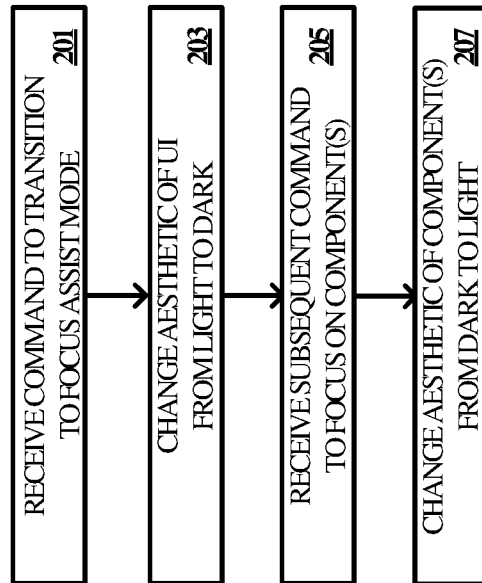 RECEIVE COMMAND TO TRANSITION
TO FOCUS ASSIST MODE
201
CHANGE AESTHETIC OF UI
FROM LIGHT TO DARK
203
RECEIVE SUBSEQUENT COMMAND
TO FOCUS ON COMPONENT(S)
205
CHANGE AESTHETIC OF COMPONENT(S)
FROM DARK TO LIGHT
207